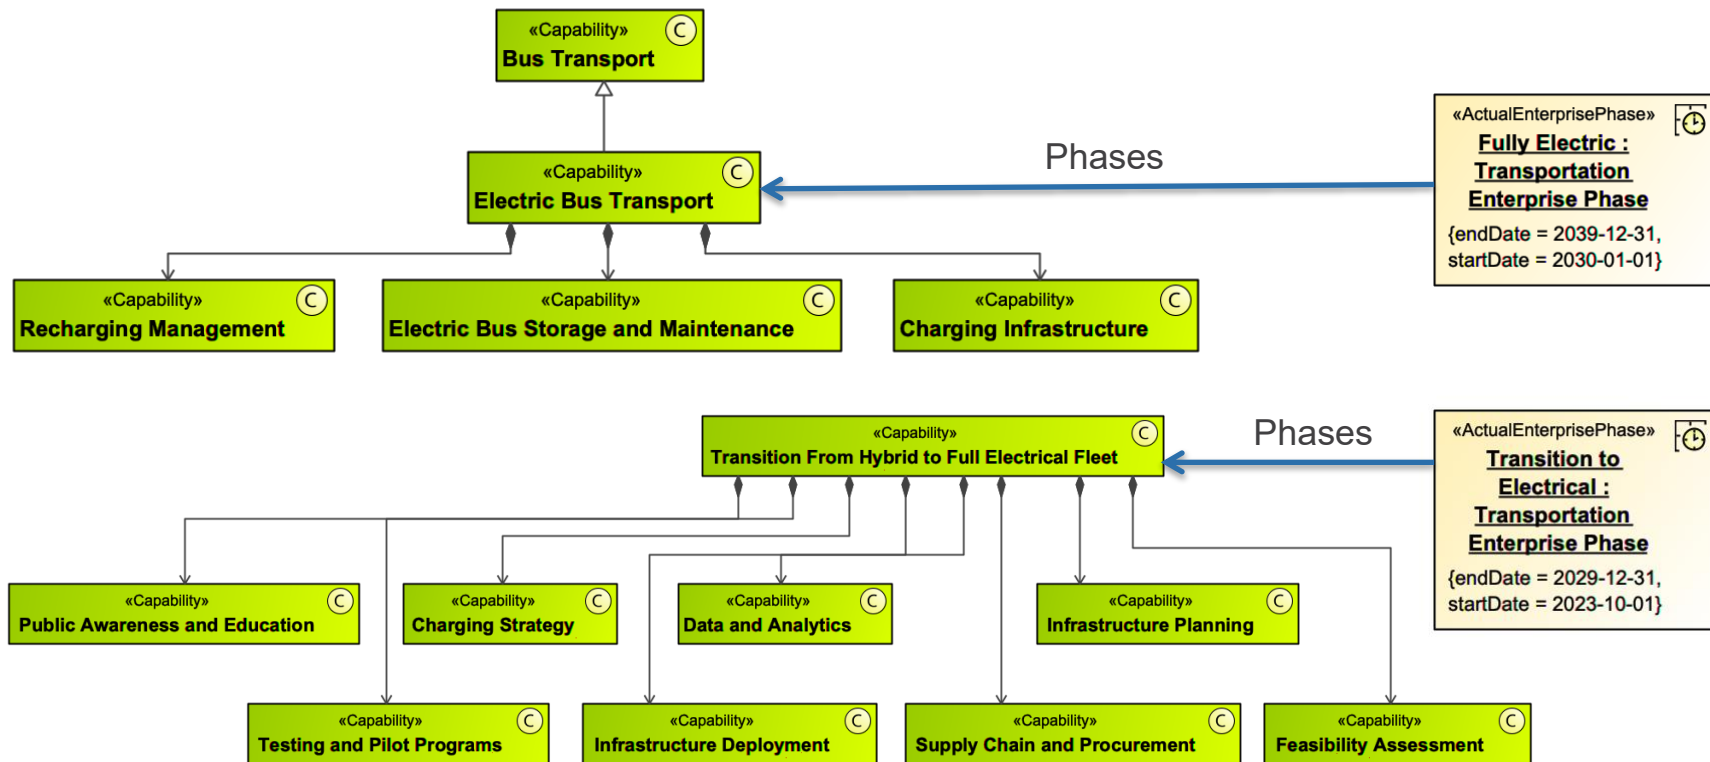 «Capability» C
Bus Transport
«Capability» C
Electric Bus Transport
Phases
«ActualEnterprisePhase»
Fully Electric :
Transportation
Enterprise Phase
{endDate = 2039-12-31,
startDate = 2030-01-01}
«Capability» C
Recharging Management
«Capability» C
Electric Bus Storage and Maintenance
«Capability» C
Charging Infrastructure
«Capability» C
Transition From Hybrid to Full Electrical Fleet
Phases
«ActualEnterprisePhase»
Transition to
Electrical :
Transportation
Enterprise Phase
{endDate = 2029-12-31,
startDate = 2023-10-01}
«Capability» C
Public Awareness and Education
«Capability» C
Charging Strategy
«Capability» C
Data and Analytics
«Capability» C
Infrastructure Planning
«Capability» C
Testing and Pilot Programs
«Capability» C
Infrastructure Deployment
«Capability» C
Supply Chain and Procurement
«Capability» C
Feasibility Assessment